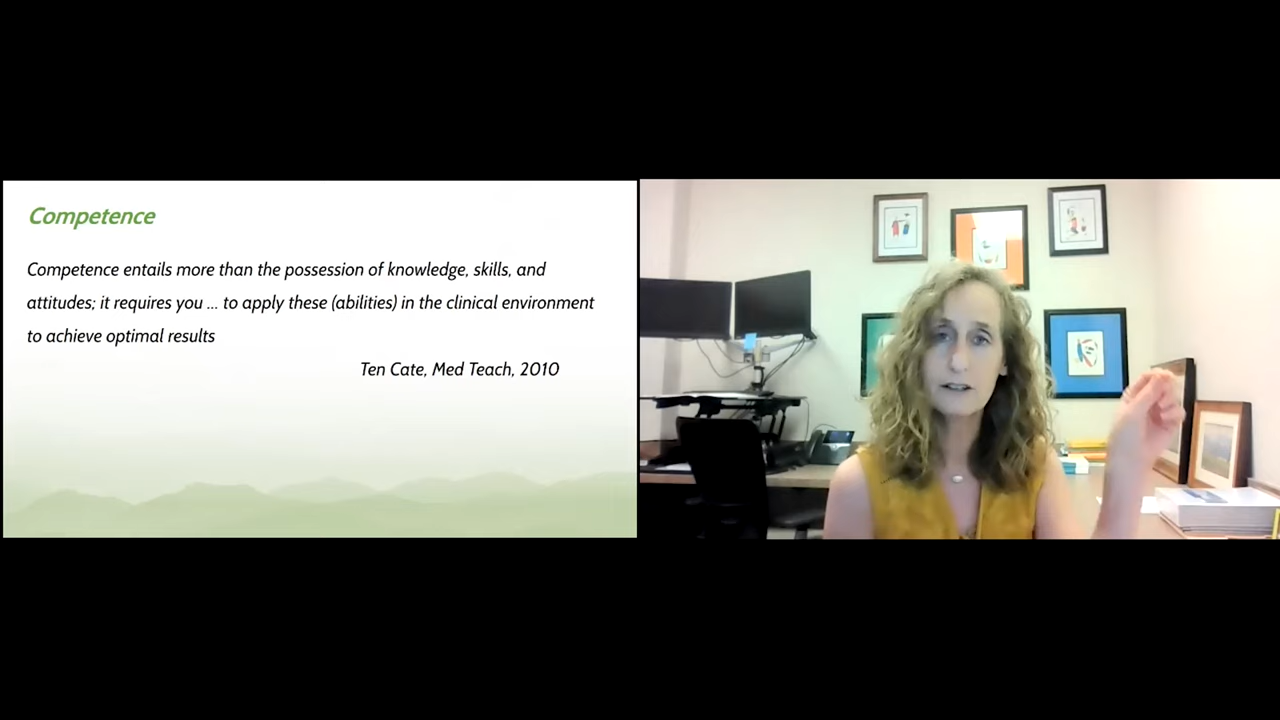 Competence
Competence entails more than the possession of knowledge, skills, and
attitudes; it requires you ... to apply these (abilities) in the clinical environment
to achieve optimal results
Ten Cate, Med Teach, 2010